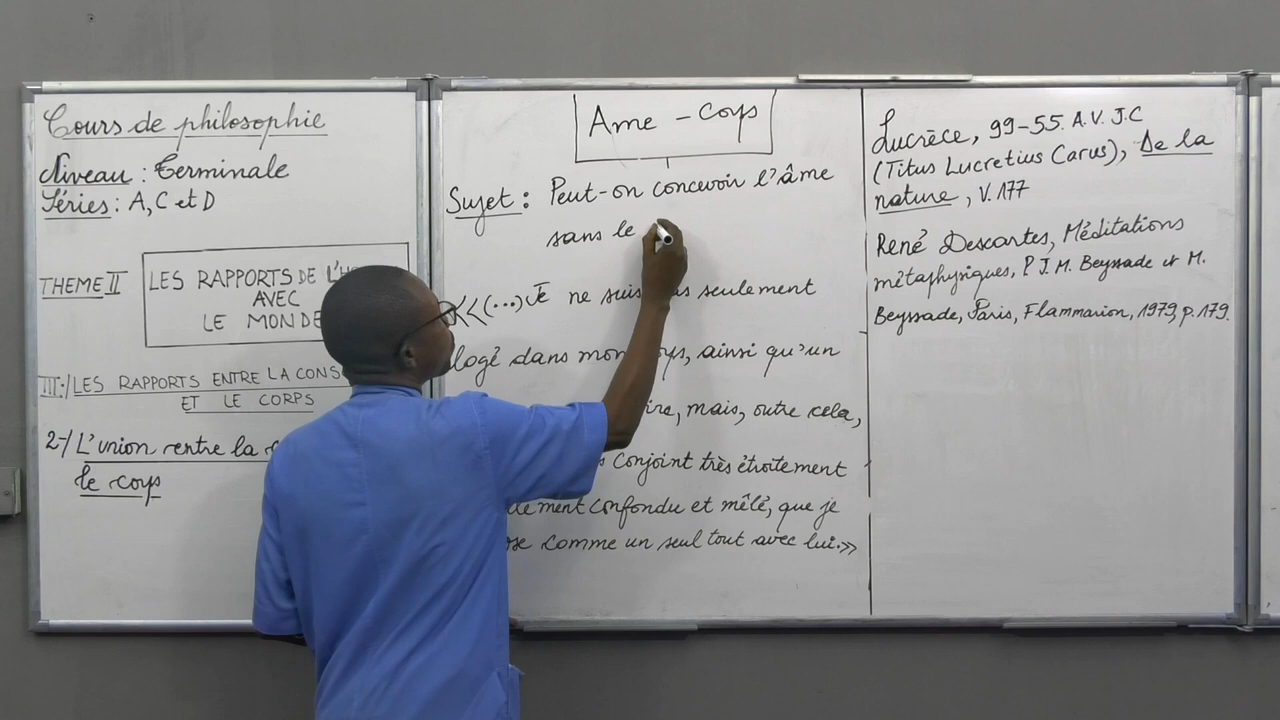 Cours de philosophie
Niveau : Terminale
Séries : A, C et D
THEME II
LES RAPPORTS DE L'H
AVEC
LE MONDE
III-/ LES RAPPORTS ENTRE LA CONS
ET LE CORPS
2-/ L'union entre la
le corps
Ame - Corps
Sujet : Peut-on concevoir l'âme
sans le
<<(...) Je ne suis pas seulement
logé dans mon corps, ainsi qu'un
mais, outre cela,
conjoint très étroitement
confondu et mêlé, que je
comme un seul tout avec lui.>>
Lucrèce, 99-55. A.V. J.C
(Titus Lucretius Carus), De la
nature, V.177
René Descartes, Méditations
métaphysiques, P J.M. Beyssade et M.
Beyssade, Paris, Flammarion, 1979, p.179.